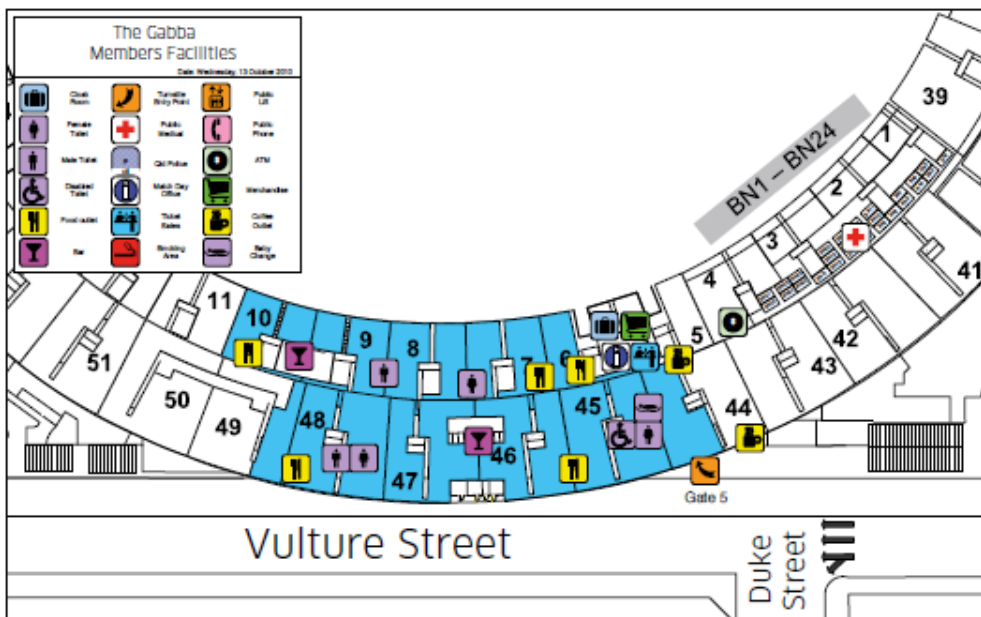 The Gabba
Members Facilities
Date: Wednesday, 13 October 2010
Cloak Room
Turnstile Entry Point
Public Lift
Female Toilet
Public Medical
Public Phone
Male Toilet
Qld Police
ATM
Disabled Toilet
Match Day Office
Merchandise
Food outlet
Ticket Sales
Coffee Outlet
Bar
Smoking Area
Baby Change
39
1
BN1 – BN24
2
3
4
41
11
10
9
8
7
6
5
42
51
43
50
49
48
47
46
45
44
Gate 5
Vulture Street
Duke
Street